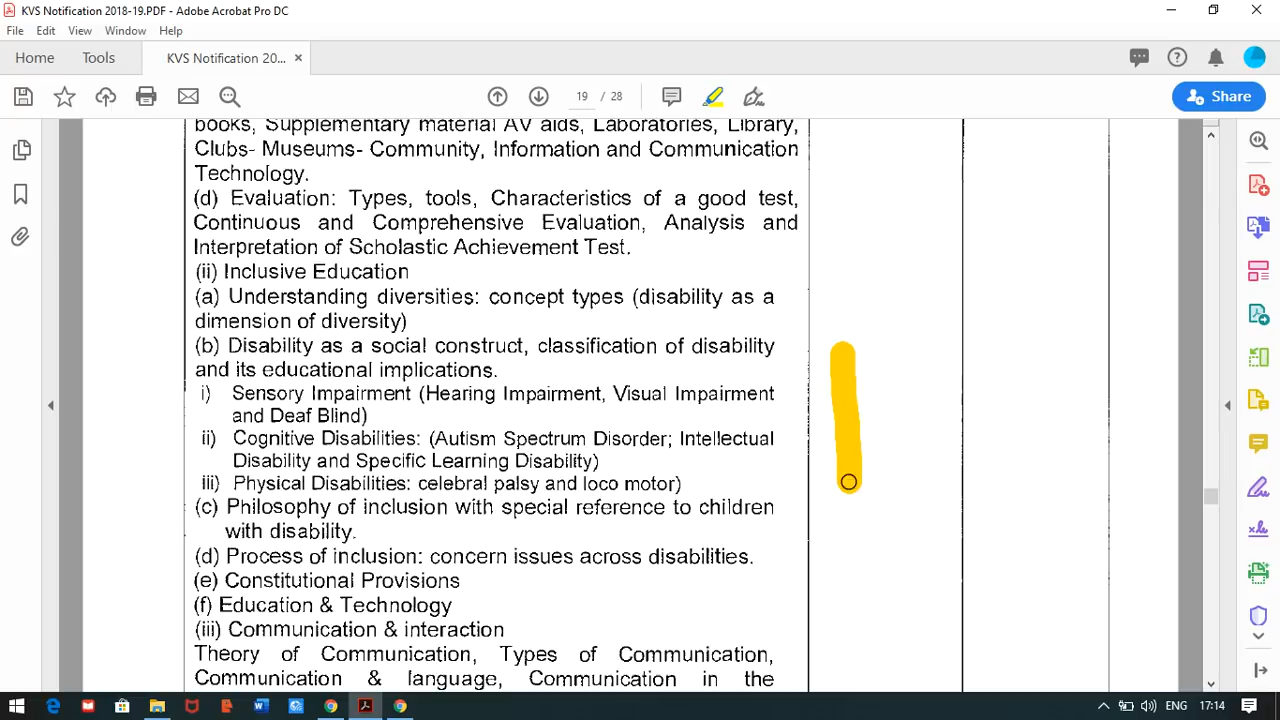 KVS Notification 2018-19.PDF - Adobe Acrobat Pro DC
File Edit View Window Help
Home Tools KVS Notification 20... ×
19 / 28
Share
books, Supplementary material AV aids, Laboratories, Library,
Clubs- Museums- Community, Information and Communication
Technology.
(d) Evaluation: Types, tools, Characteristics of a good test,
Continuous and Comprehensive Evaluation, Analysis and
Interpretation of Scholastic Achievement Test.
(ii) Inclusive Education
(a) Understanding diversities: concept types (disability as a
dimension of diversity)
(b) Disability as a social construct, classification of disability
and its educational implications.
i) Sensory Impairment (Hearing Impairment, Visual Impairment
and Deaf Blind)
ii) Cognitive Disabilities: (Autism Spectrum Disorder; Intellectual
Disability and Specific Learning Disability)
iii) Physical Disabilities: celebral palsy and loco motor)
(c) Philosophy of inclusion with special reference to children
with disability.
(d) Process of inclusion: concern issues across disabilities.
(e) Constitutional Provisions
(f) Education & Technology
(iii) Communication & interaction
Theory of Communication, Types of Communication,
Communication & language, Communication in the
ENG 17:14